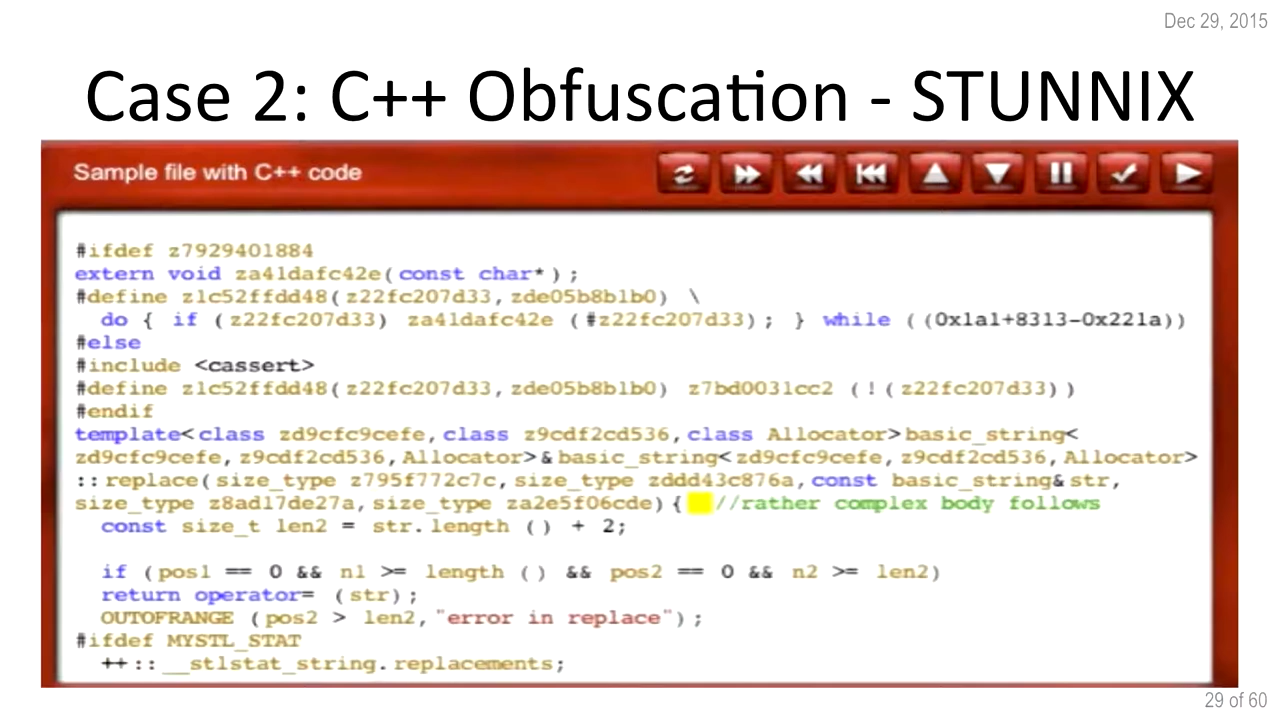 Dec 29, 2015
Case 2: C++ Obfuscation - STUNNIX
Sample file with C++ code
#ifdef z7929401884
extern void za41dafc42e(const char*);
#define z1c52ffdd48(z22fc207d33,zde05b8b1b0) \
do { if (z22fc207d33) za41dafc42e (#z22fc207d33); } while ((0x1a1+8313-0x221a))
#else
#include <cassert>
#define z1c52ffdd48(z22fc207d33,zde05b8b1b0) z7bd0031cc2 (!(z22fc207d33))
#endif
template<class zd9cfc9cefe,class z9cdf2cd536,class Allocator>basic_string<
zd9cfc9cefe,z9cdf2cd536,Allocator>&basic_string<zd9cfc9cefe,z9cdf2cd536,Allocator>
::replace(size_type z795f772c7c,size_type zddd43c876a,const basic_string&str,
size_type z8ad17de27a,size_type za2e5f06cde){ //rather complex body follows
const size_t len2 = str.length () + 2;
if (pos1 == 0 && n1 >= length () && pos2 == 0 && n2 >= len2)
return operator= (str);
OUTOFRANGE (pos2 > len2,"error in replace");
#ifdef MYSTL_STAT
++::__stlstat_string.replacements;
29 of 60